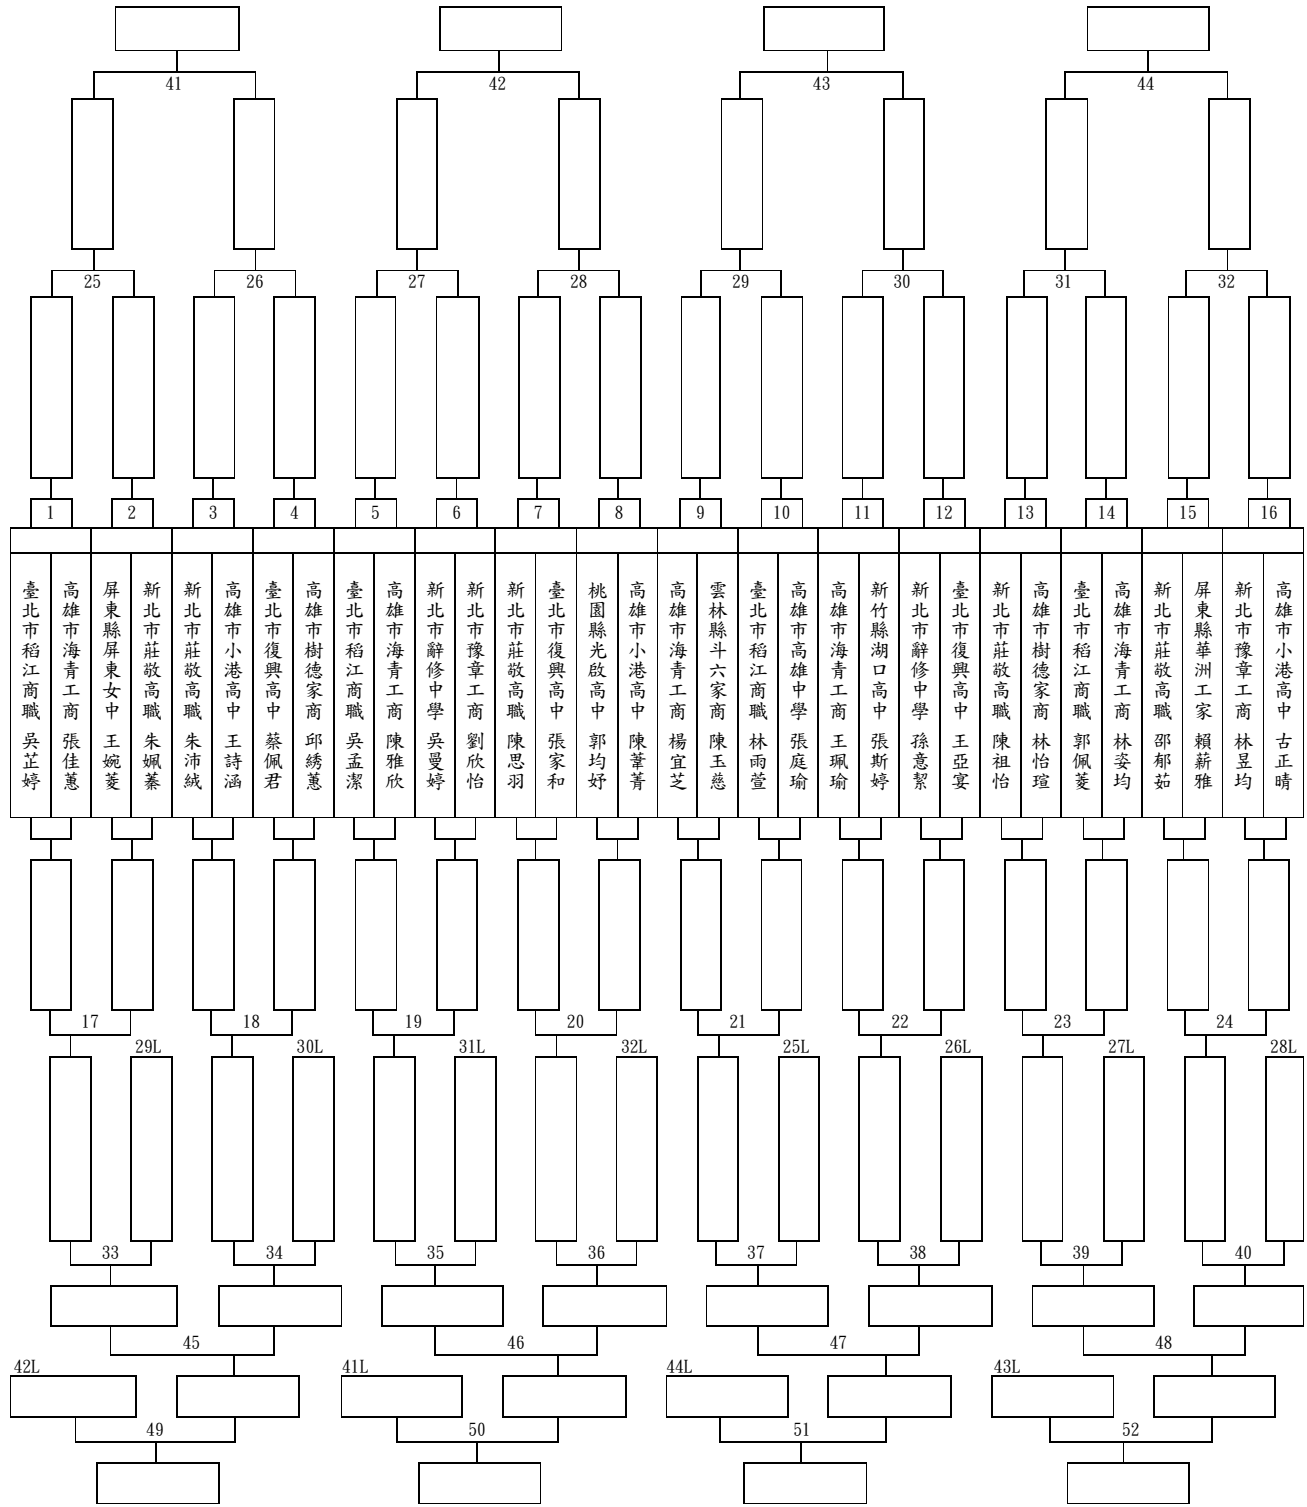 41
42
43
44
25
26
27
28
29
30
31
32
1
2
3
4
5
6
7
8
9
10
11
12
13
14
15
16
臺北市稻江商職 吳芷婷
高雄市海青工商 張佳蕙
屏東縣屏東女中 王婉菱
新北市莊敬高職 朱姵蓁
新北市莊敬高職 朱沛絨
高雄市小港高中 王詩涵
臺北市復興高中 蔡佩君
高雄市樹德家商 邱綉蕙
臺北市稻江商職 吳孟潔
高雄市海青工商 陳雅欣
新北市辭修中學 吳曼婷
新北市豫章工商 劉欣怡
新北市莊敬高職 陳思羽
臺北市復興高中 張家和
桃園縣光啟高中 郭均妤
高雄市小港高中 陳葦菁
高雄市海青工商 楊宜芝
雲林縣斗六家商 陳玉慈
臺北市稻江商職 林雨萱
高雄市高雄中學 張庭瑜
高雄市海青工商 王珮瑜
新竹縣湖口高中 張斯婷
新北市辭修中學 孫意絜
臺北市復興高中 王亞宴
新北市莊敬高職 陳祖怡
高雄市樹德家商 林怡瑄
臺北市稻江商職 郭佩菱
高雄市海青工商 林姿均
新北市莊敬高職 邵郁茹
屏東縣華洲工家 賴薪雅
新北市豫章工商 林昱均
高雄市小港高中 古正晴
17
18
19
20
21
22
23
24
29L
30L
31L
32L
25L
26L
27L
28L
33
34
35
36
37
38
39
40
45
46
47
48
42L
41L
44L
43L
49
50
51
52